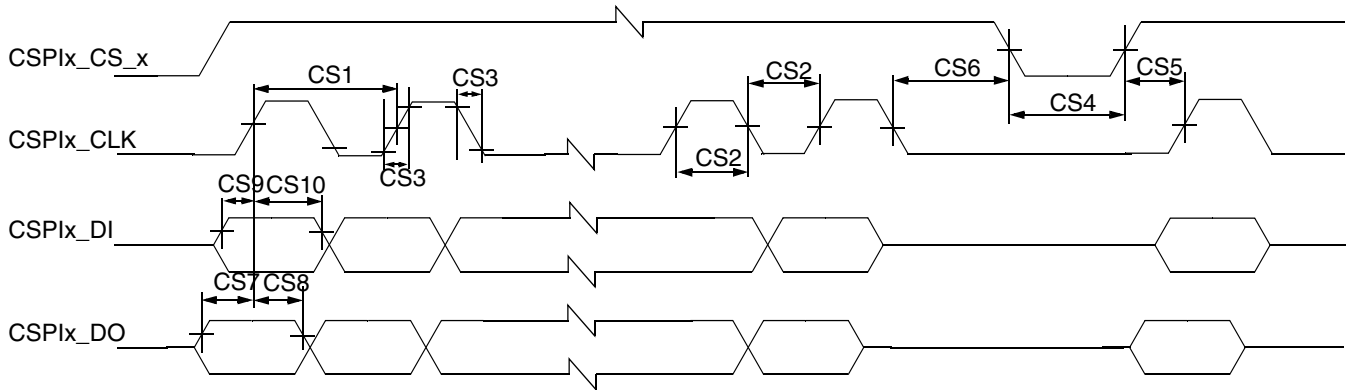 CSPIx_CS_x
CS1
CS3
CS2
CS6
CS5
CS4
CSPIx_CLK
CS3
CS2
CS9
CS10
CSPIx_DI
CS7
CS8
CSPIx_DO